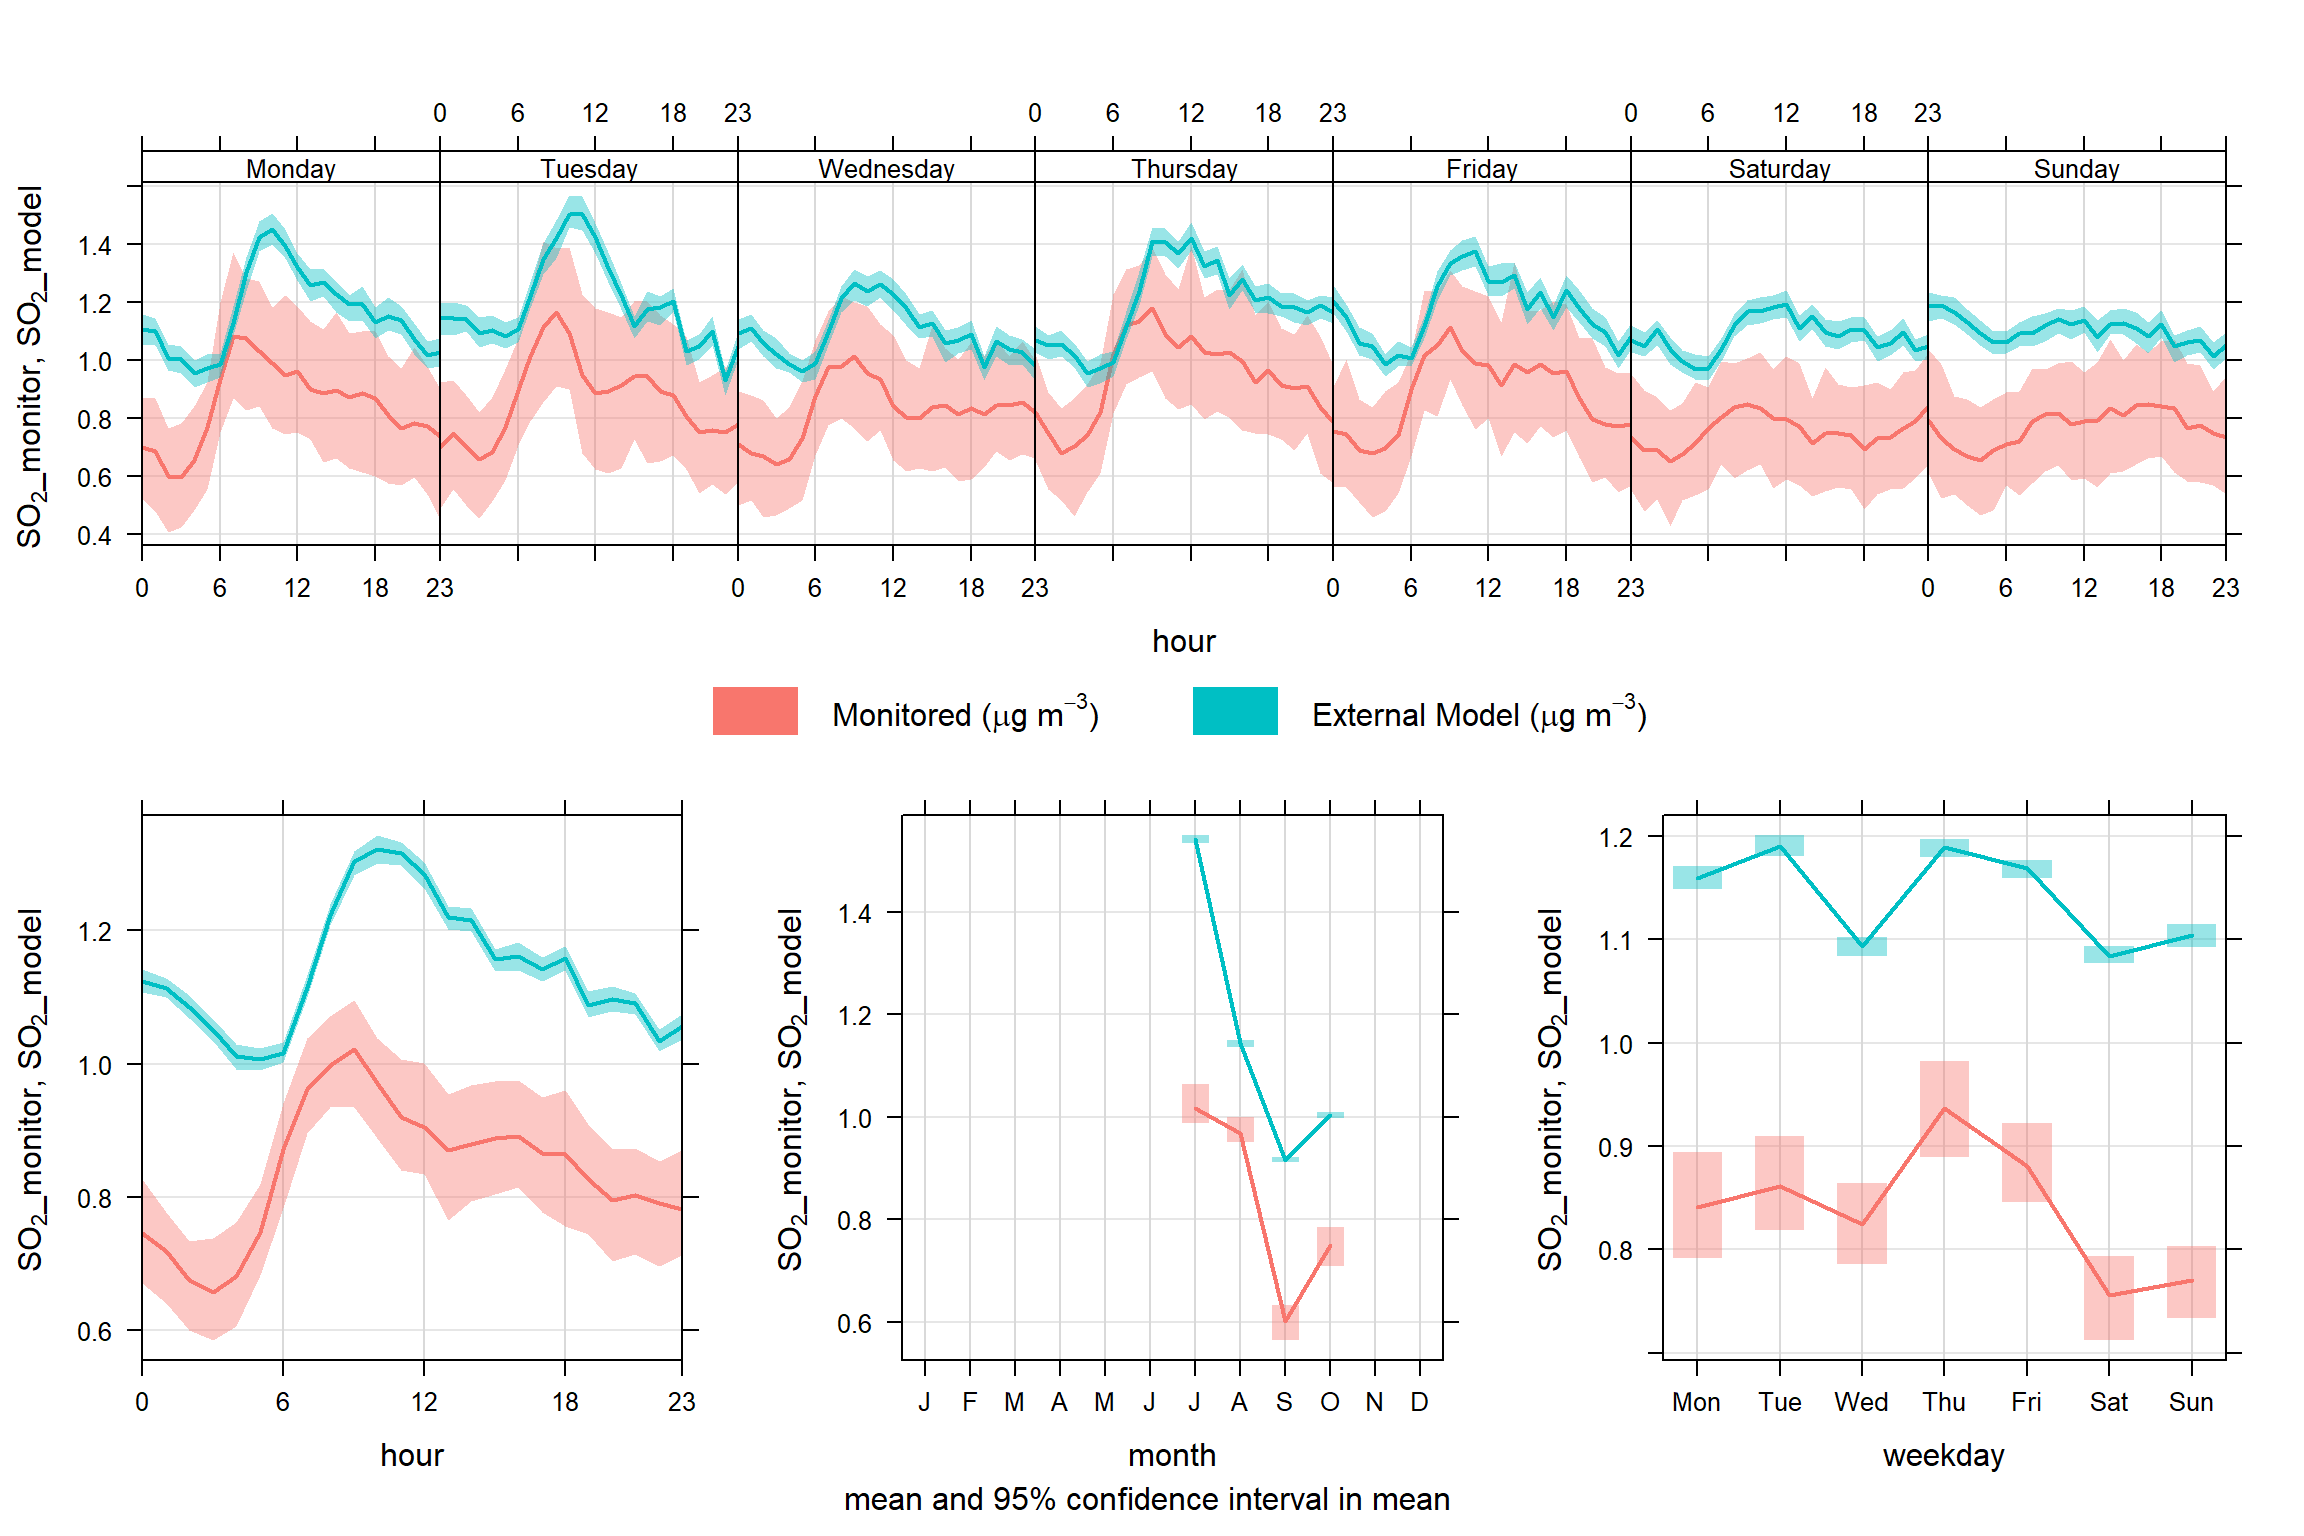 0 6 12 18 23 0 6 12 18 23 0 6 12 18 23
Monday Tuesday Wednesday Thursday Friday Saturday Sunday
SO₂_monitor, SO₂_model
1.4
1.2
1.0
0.8
0.6
0.4
0 6 12 18 23 0 6 12 18 23 0 6 12 18 23 0 6 12 18 23
hour
Monitored (μg m⁻³) External Model (μg m⁻³)
SO₂_monitor, SO₂_model
1.2
1.0
0.8
0.6
0 6 12 18 23
hour
SO₂_monitor, SO₂_model
1.4
1.2
1.0
0.8
0.6
J F M A M J J A S O N D
month
SO₂_monitor, SO₂_model
1.2
1.1
1.0
0.9
0.8
Mon Tue Wed Thu Fri Sat Sun
weekday
mean and 95% confidence interval in mean